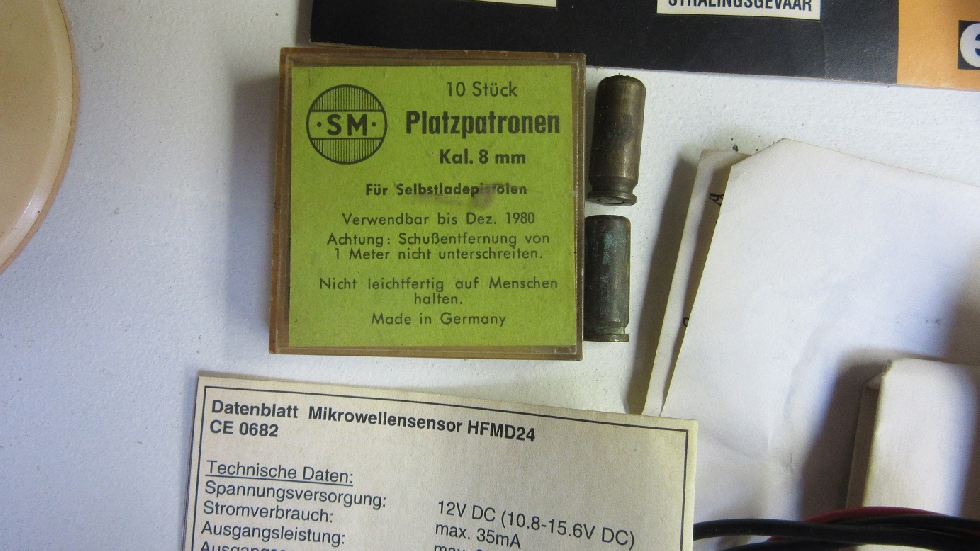 STRALINGSGEVAAR
SM
10 Stück
Platzpatronen
Kal. 8 mm
Für Selbstladepistolen
Verwendbar bis Dez. 1980
Achtung: Schußentfernung von
1 Meter nicht unterschreiten.
Nicht leichtfertig auf Menschen
halten.
Made in Germany
Datenblatt Mikrowellensensor HFMD24
CE 0682
Technische Daten:
Spannungsversorgung: 12V DC (10.8-15.6V DC)
Stromverbrauch: max. 35mA
Ausgangsleistung: